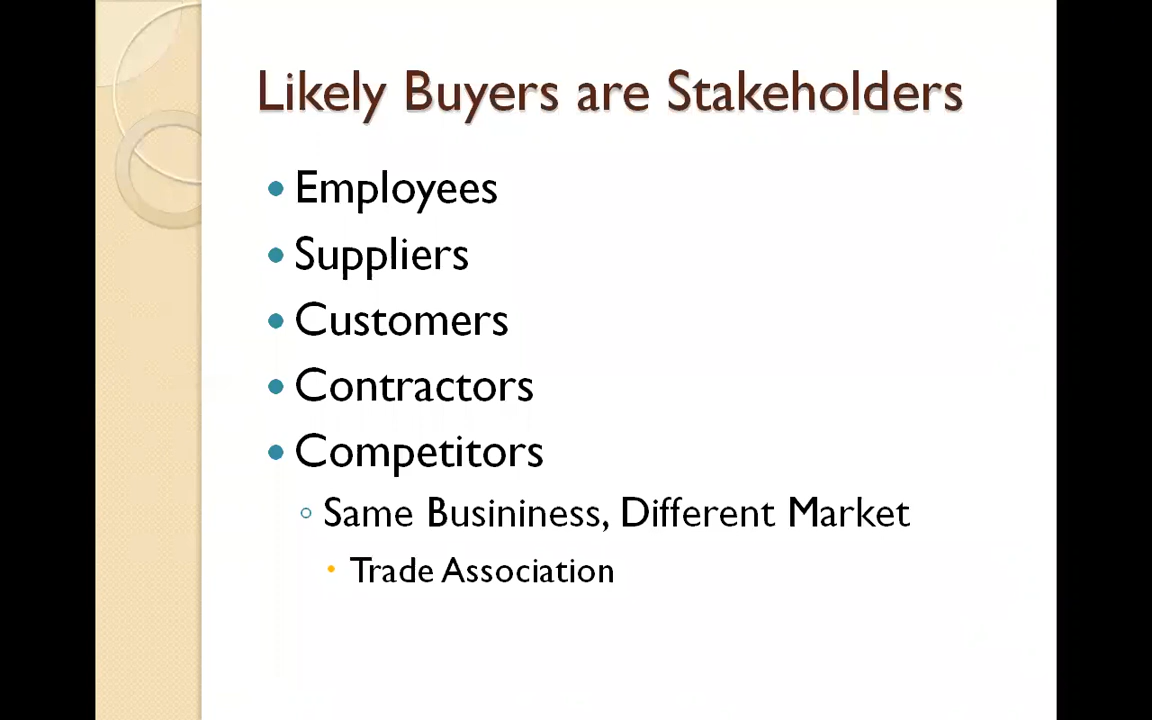 Likely Buyers are Stakeholders
• Employees
• Suppliers
• Customers
• Contractors
• Competitors
◦ Same Busininess, Different Market
• Trade Association